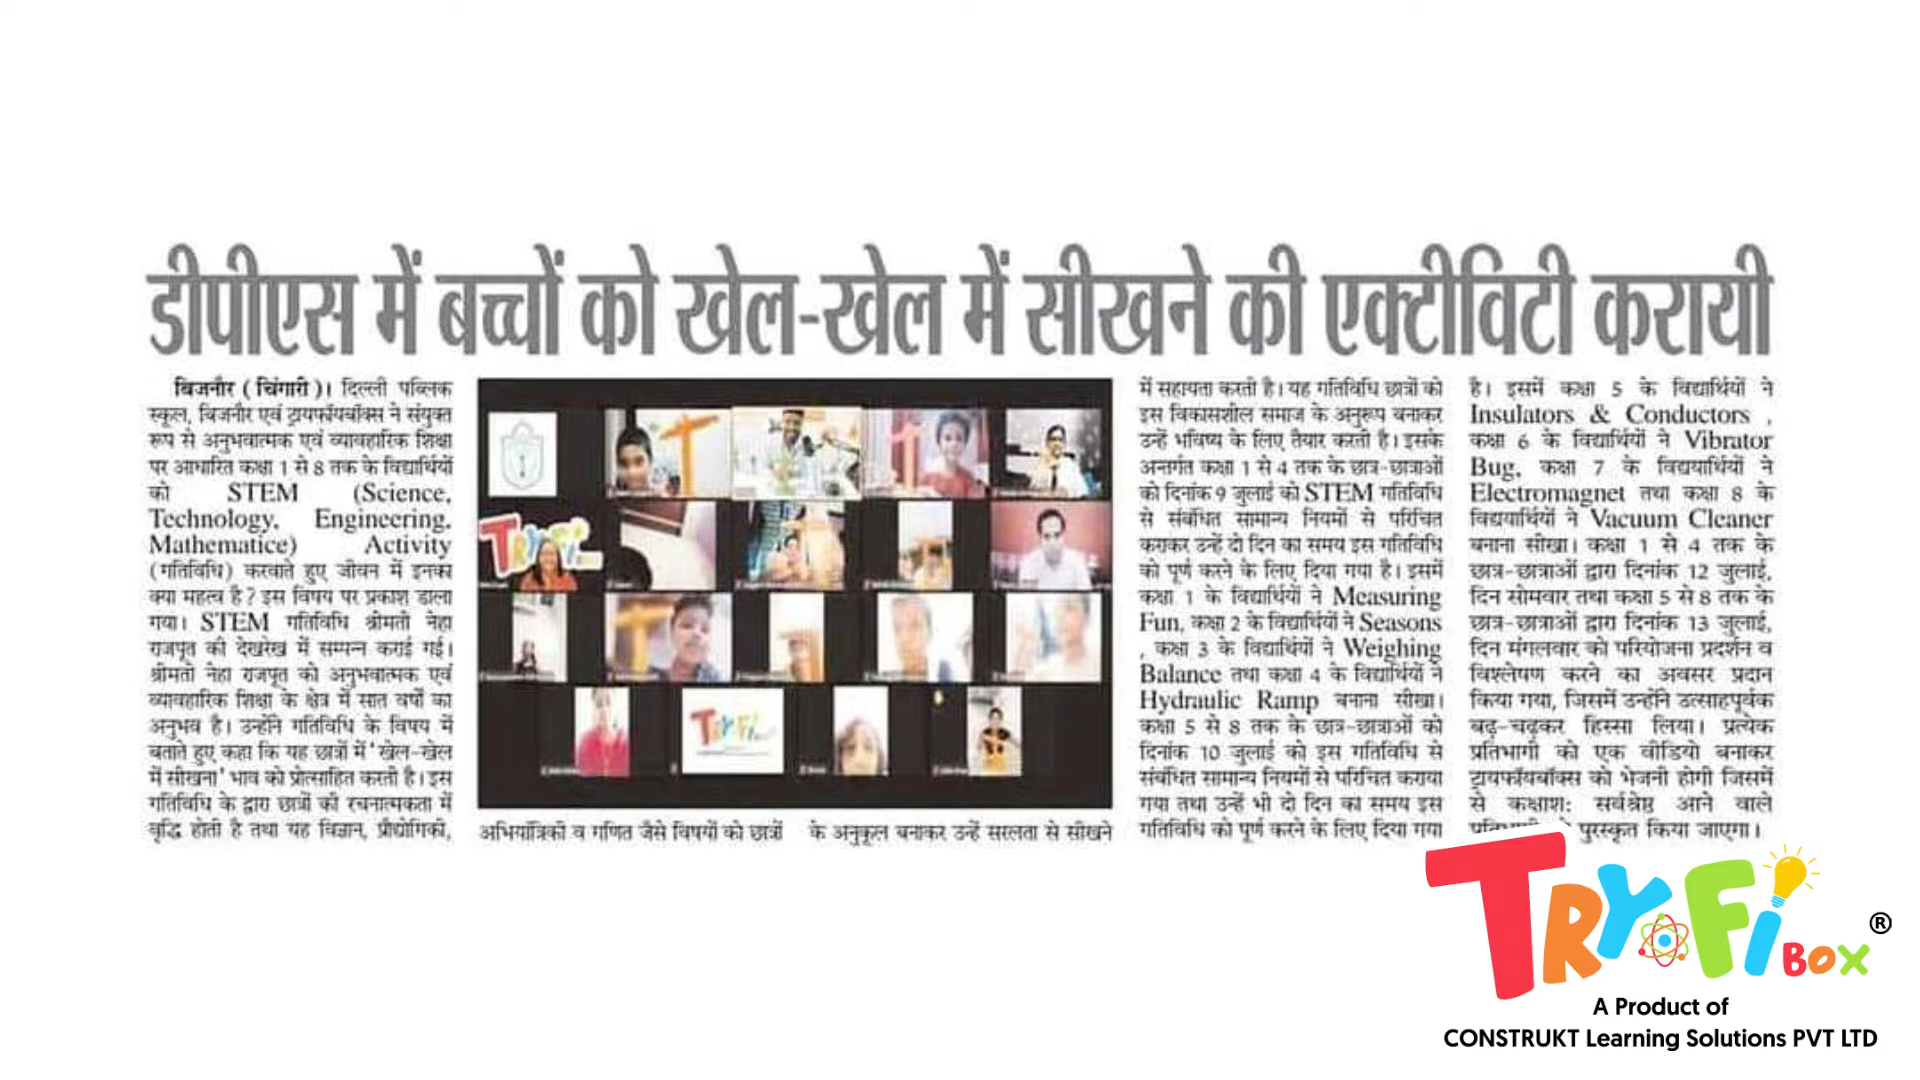 डीपीएस में बच्चों को खेल-खेल में सीखने की एक्टीविटी करायी
बिजनौर (चिंगारी)। दिल्ली पब्लिक
स्कूल, बिजनौर एवं ट्रायफॉयबॉक्स ने संयुक्त
रूप से अनुभवात्मक एवं व्यावहारिक शिक्षा
पर आधारित कक्षा 1 से 8 तक के विद्यार्थियों
को STEM (Science,
Technology, Engineering,
Mathematice) Activity
(गतिविधि) करवाते हुए जीवन में इनका
क्या महत्व है? इस विषय पर प्रकाश डाला
गया। STEM गतिविधि श्रीमती नेहा
राजपूत की देखरेख में सम्पन्न कराई गई।
श्रीमती नेहा राजपूत को अनुभवात्मक एवं
व्यावहारिक शिक्षा के क्षेत्र में सात वर्षों का
अनुभव है। उन्होंने गतिविधि के विषय में
बताते हुए कहा कि यह छात्रों में 'खेल-खेल
में सीखना' भाव को प्रोत्साहित करती है। इस
गतिविधि के द्वारा छात्रों की रचनात्मकता में
वृद्धि होती है तथा यह विज्ञान, प्रौद्योगिकी,
TRYFI
TRYFI
अभियांत्रिकी व गणित जैसे विषयों को छात्रों
के अनुकूल बनाकर उन्हें सरलता से सीखने
में सहायता करती है। यह गतिविधि छात्रों को
इस विकासशील समाज के अनुरूप बनाकर
उन्हें भविष्य के लिए तैयार करती है। इसके
अन्तर्गत कक्षा 1 से 4 तक के छात्र-छात्राओं
को दिनांक 9 जुलाई को STEM गतिविधि
से संबंधित सामान्य नियमों से परिचित
कराकर उन्हें दो दिन का समय इस गतिविधि
को पूर्ण करने के लिए दिया गया है। इसमें
कक्षा 1 के विद्यार्थियों ने Measuring
Fun, कक्षा 2 के विद्यार्थियों ने Seasons
, कक्षा 3 के विद्यार्थियों ने Weighing
Balance तथा कक्षा 4 के विद्यार्थियों ने
Hydraulic Ramp बनाना सीखा।
कक्षा 5 से 8 तक के छात्र-छात्राओं को
दिनांक 10 जुलाई को इस गतिविधि से
संबंधित सामान्य नियमों से परिचित कराया
गया तथा उन्हें भी दो दिन का समय इस
गतिविधि को पूर्ण करने के लिए दिया गया
है। इसमें कक्षा 5 के विद्यार्थियों ने
Insulators & Conductors ,
कक्षा 6 के विद्यार्थियों ने Vibrator
Bug, कक्षा 7 के विद्ययार्थियों ने
Electromagnet तथा कक्षा 8 के
विद्ययार्थियों ने Vacuum Cleaner
बनाना सीखा। कक्षा 1 से 4 तक के
छात्र-छात्राओं द्वारा दिनांक 12 जुलाई,
दिन सोमवार तथा कक्षा 5 से 8 तक के
छात्र-छात्राओं द्वारा दिनांक 13 जुलाई,
दिन मंगलवार को परियोजना प्रदर्शन व
विश्लेषण करने का अवसर प्रदान
किया गया, जिसमें उन्होंने उत्साहपूर्वक
बढ़-चढ़कर हिस्सा लिया। प्रत्येक
प्रतिभागी को एक वीडियो बनाकर
ट्रायफॉयबॉक्स को भेजनी होगी जिसमें
से कक्षाश: सर्वश्रेष्ठ आने वाले
पुरस्कृत किया जाएगा।
TRYFI BOX ®
A Product of
CONSTRUKT Learning Solutions PVT LTD